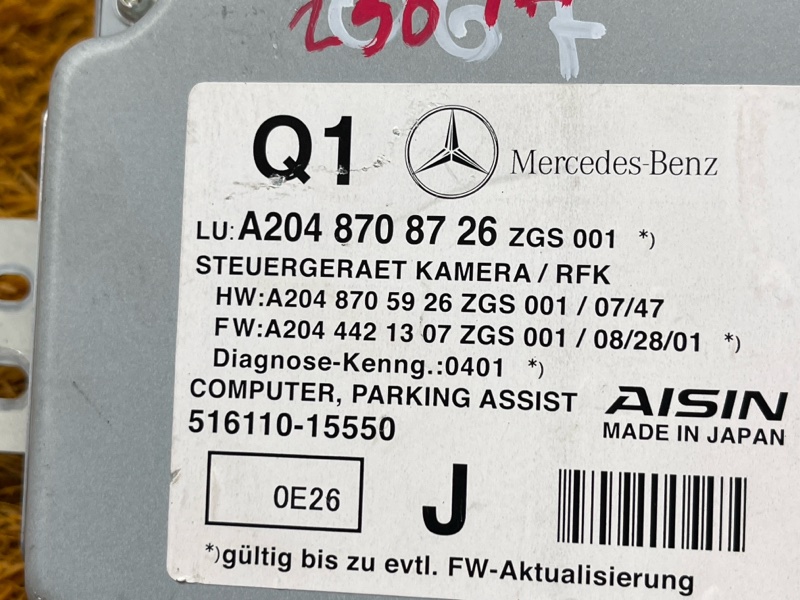 Q1 Mercedes-Benz
LU:A204 870 87 26 ZGS 001 *)
STEUERGERAET KAMERA / RFK
HW:A204 870 59 26 ZGS 001 / 07/47
FW:A204 442 13 07 ZGS 001 / 08/28/01 *)
Diagnose-Kenng.:0401 *)
COMPUTER, PARKING ASSIST
516110-15550
AISIN
MADE IN JAPAN
0E26
J
*)gültig bis zu evtl. FW-Aktualisierung